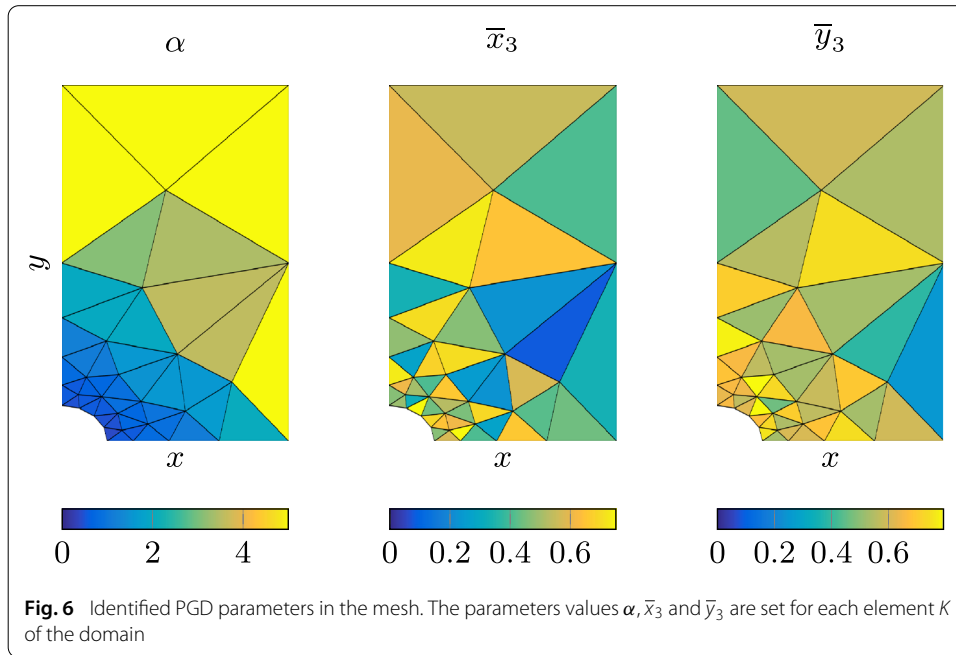 α x̅₃ y̅₃
y
x x x
0 2 4 0 0.2 0.4 0.6 0 0.2 0.4 0.6
Fig. 6 Identified PGD parameters in the mesh. The parameters values α, x̅₃ and y̅₃ are set for each element K
of the domain